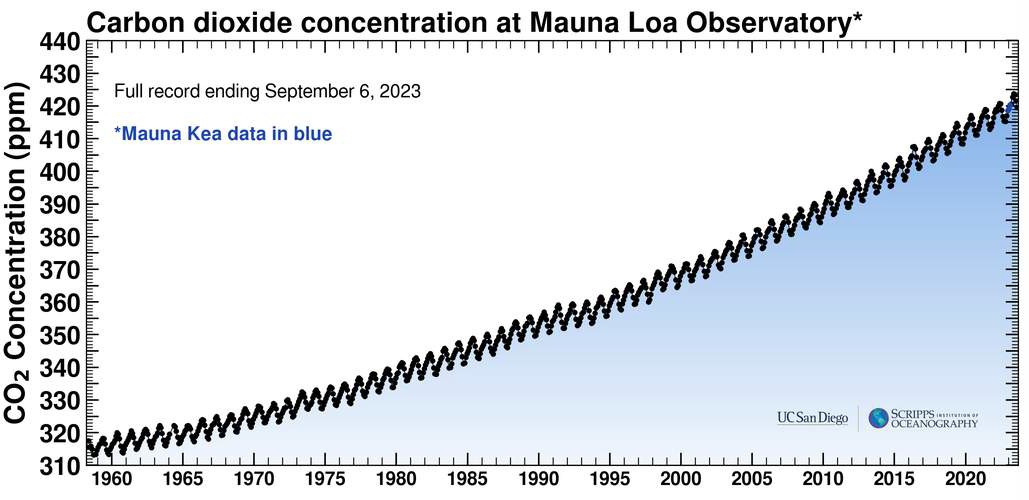 Carbon dioxide concentration at Mauna Loa Observatory*
CO₂ Concentration (ppm)
440
430
420
410
400
390
380
370
360
350
340
330
320
310
Full record ending September 6, 2023
*Mauna Kea data in blue
UC San Diego
SCRIPPS INSTITUTION OF
OCEANOGRAPHY
1960 1965 1970 1975 1980 1985 1990 1995 2000 2005 2010 2015 2020